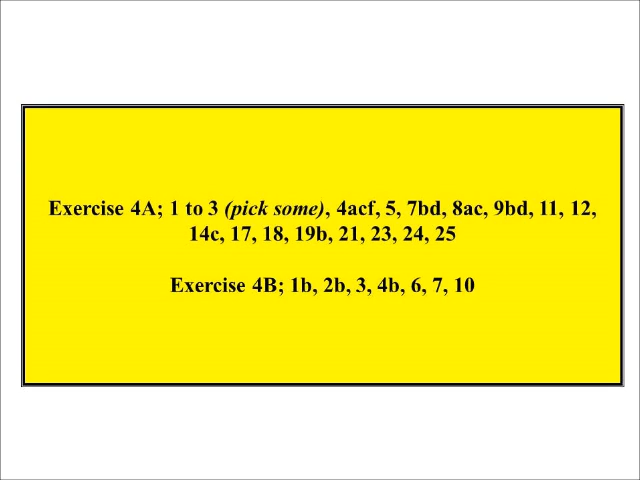 Exercise 4A; 1 to 3 (pick some), 4acf, 5, 7bd, 8ac, 9bd, 11, 12,
14c, 17, 18, 19b, 21, 23, 24, 25
Exercise 4B; 1b, 2b, 3, 4b, 6, 7, 10